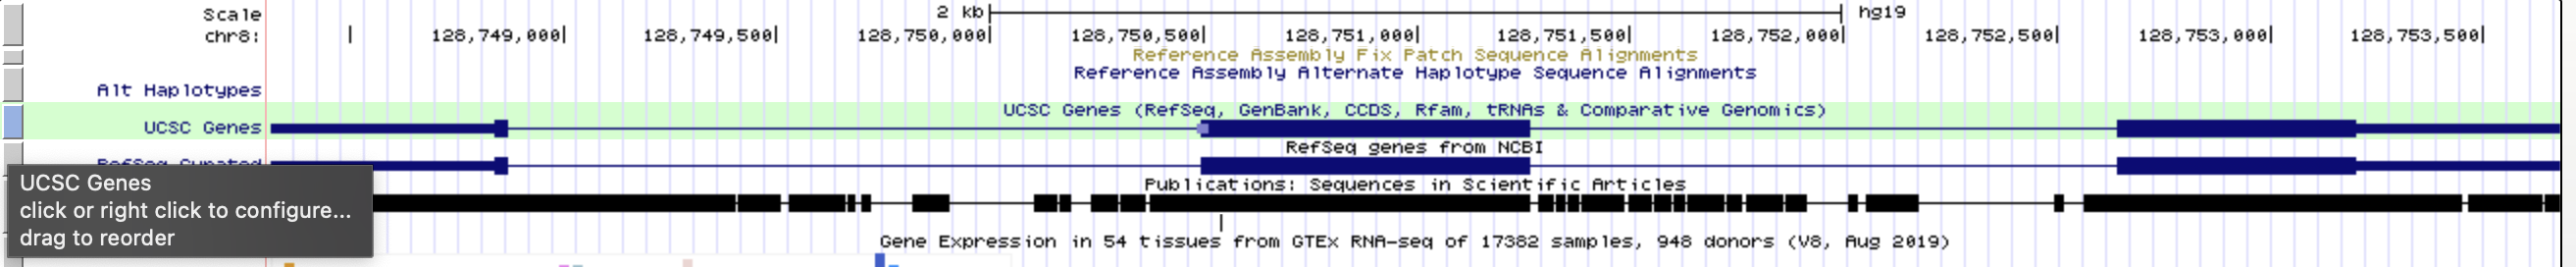 Scale 2 kb hg19
chr8: 128,749,000 128,749,500 128,750,000 128,750,500 128,751,000 128,751,500 128,752,000 128,752,500 128,753,000 128,753,500
Reference Assembly Fix Patch Sequence Alignments
Reference Assembly Alternate Haplotype Sequence Alignments
Alt Haplotypes
UCSC Genes (RefSeq, GenBank, CCDS, Rfam, tRNAs & Comparative Genomics)
UCSC Genes
RefSeq genes from NCBI
RefSeq Curated
UCSC Genes
click or right click to configure...
drag to reorder
Publications: Sequences in Scientific Articles
Gene Expression in 54 tissues from GTEx RNA-seq of 17382 samples, 948 donors (V8, Aug 2019)